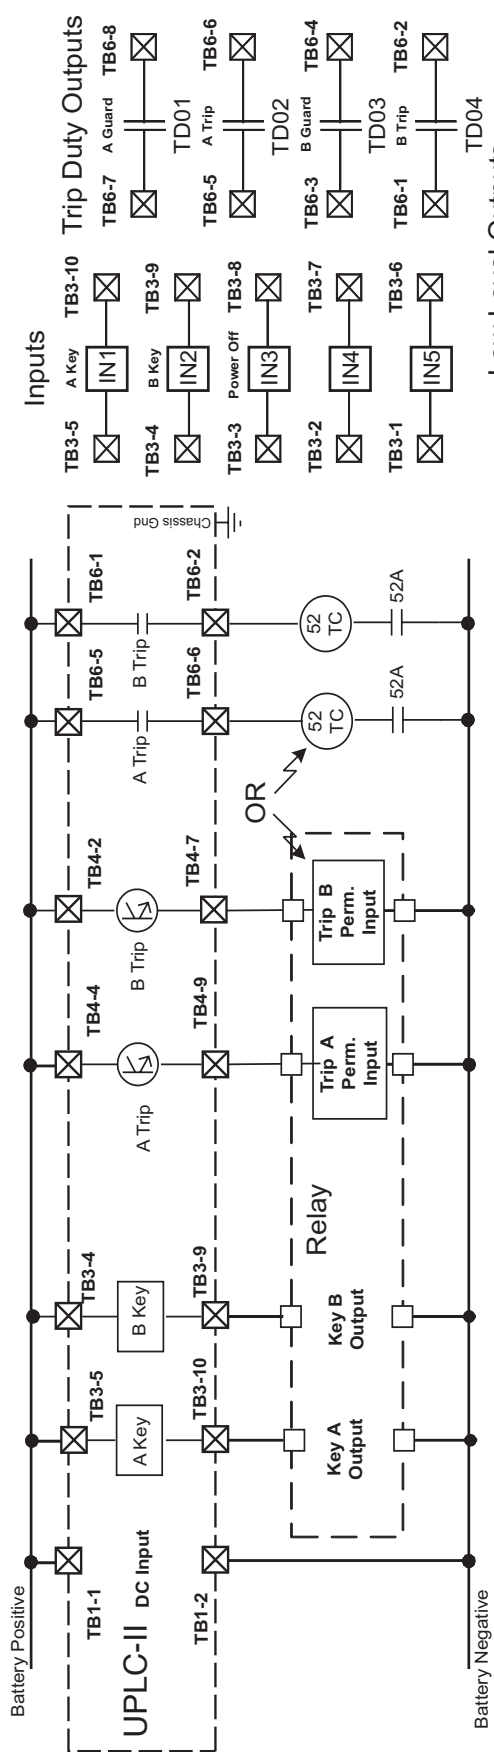 Battery Positive
Battery Negative
UPLC-II
DC Input
TB1-1
TB1-2
TB3-5
A Key
TB3-10
TB3-4
B Key
TB3-9
TB4-4
A Trip
TB4-9
TB4-2
B Trip
TB4-7
TB6-5
A Trip
TB6-6
TB6-1
B Trip
TB6-2
Chassis Gnd
Relay
Key A
Output
Key B
Output
Trip A
Perm.
Input
Trip B
Perm.
Input
OR
52
TC
52A
52
TC
52A
Inputs
TB3-5
A Key
IN1
TB3-10
TB3-4
B Key
IN2
TB3-9
TB3-3
Power Off
IN3
TB3-8
TB3-2
IN4
TB3-7
TB3-1
IN5
TB3-6
Trip Duty Outputs
TB6-7
A Guard
TD01
TB6-8
TB6-5
A Trip
TD02
TB6-6
TB6-3
B Guard
TD03
TB6-4
TB6-1
B Trip
TD04
TB6-2